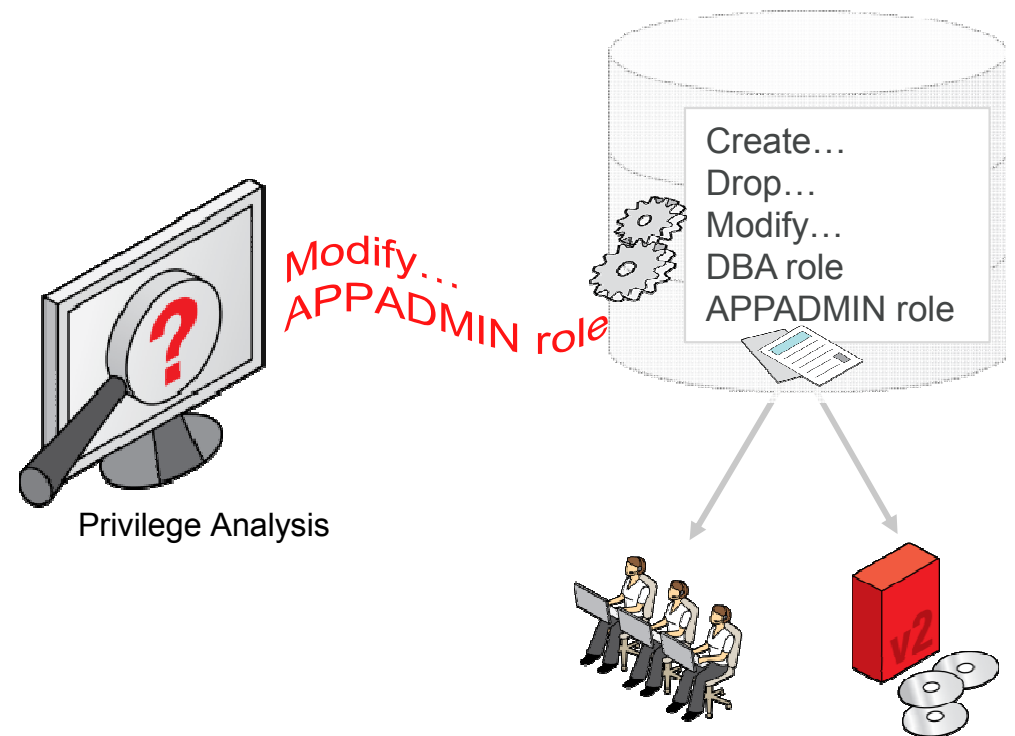 Create…
Drop…
Modify…
DBA role
APPADMIN role
Modify…
APPADMIN role
?
Privilege Analysis
v2